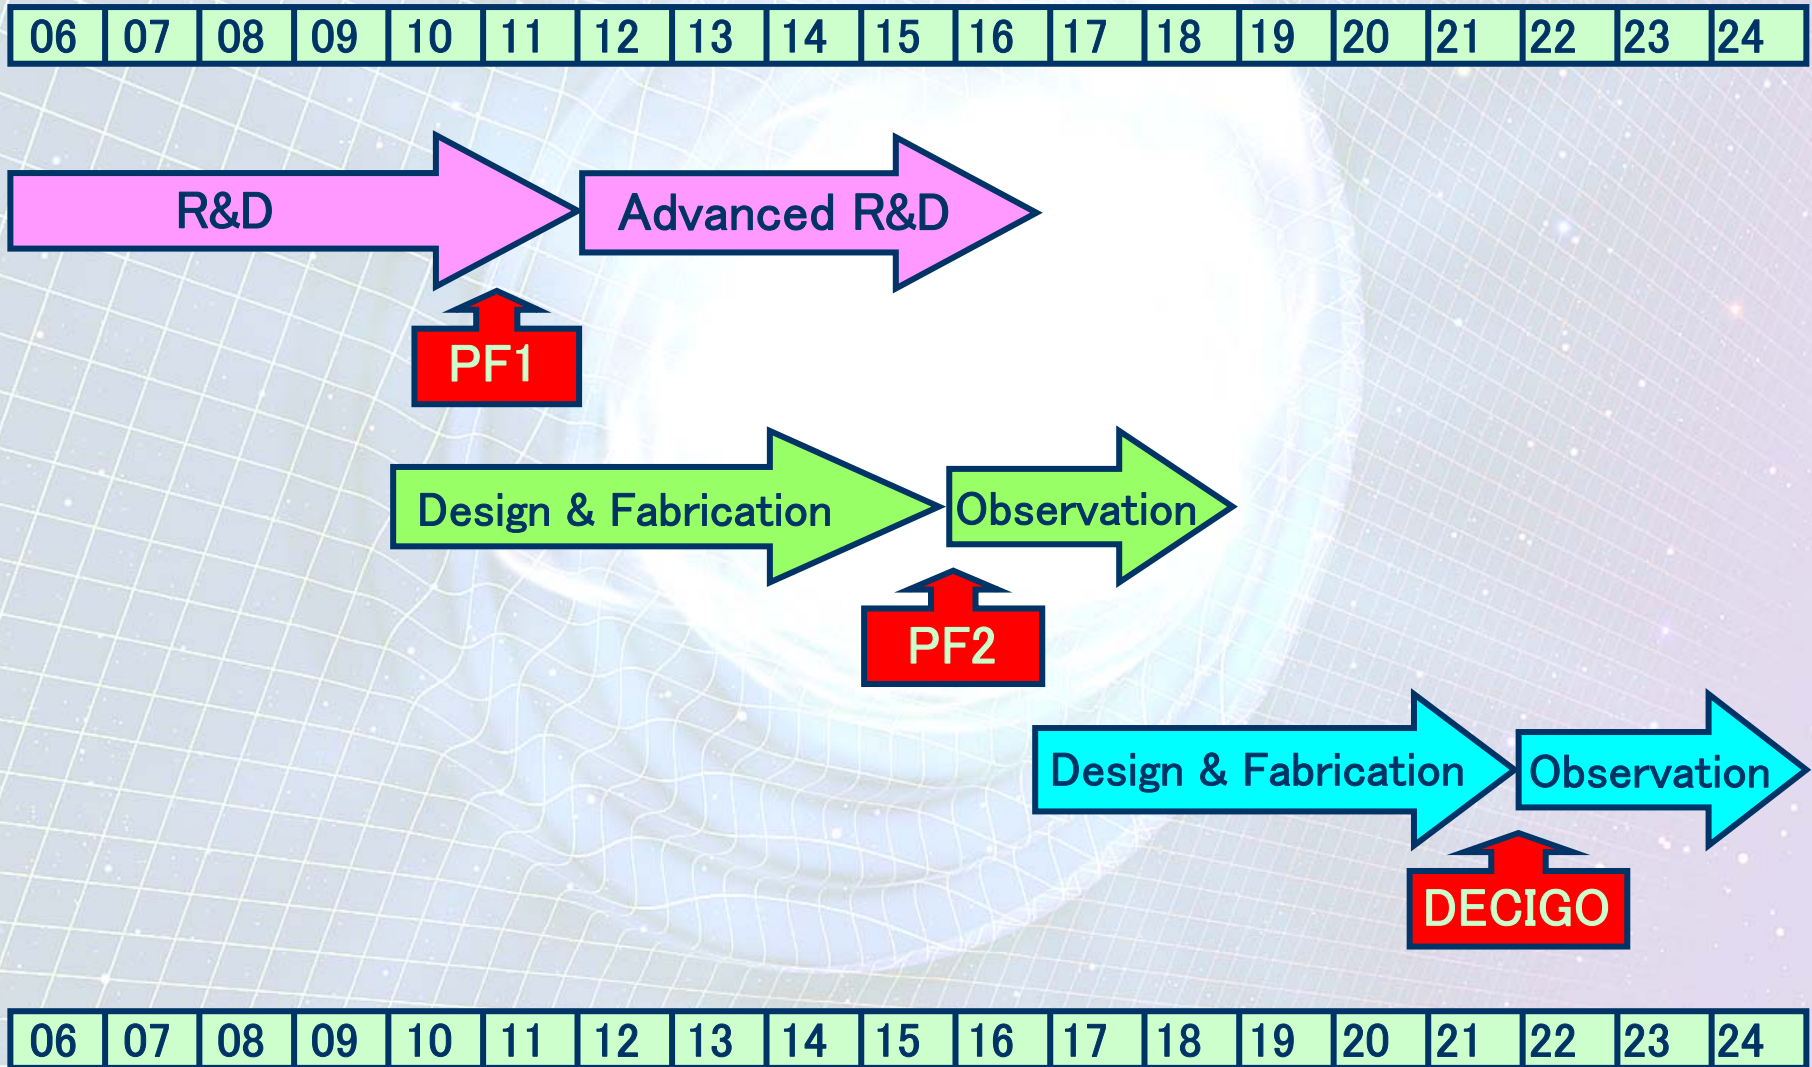 06 07 08 09 10 11 12 13 14 15 16 17 18 19 20 21 22 23 24
R&D
Advanced R&D
PF1
Design & Fabrication
Observation
PF2
Design & Fabrication
Observation
DECIGO
06 07 08 09 10 11 12 13 14 15 16 17 18 19 20 21 22 23 24